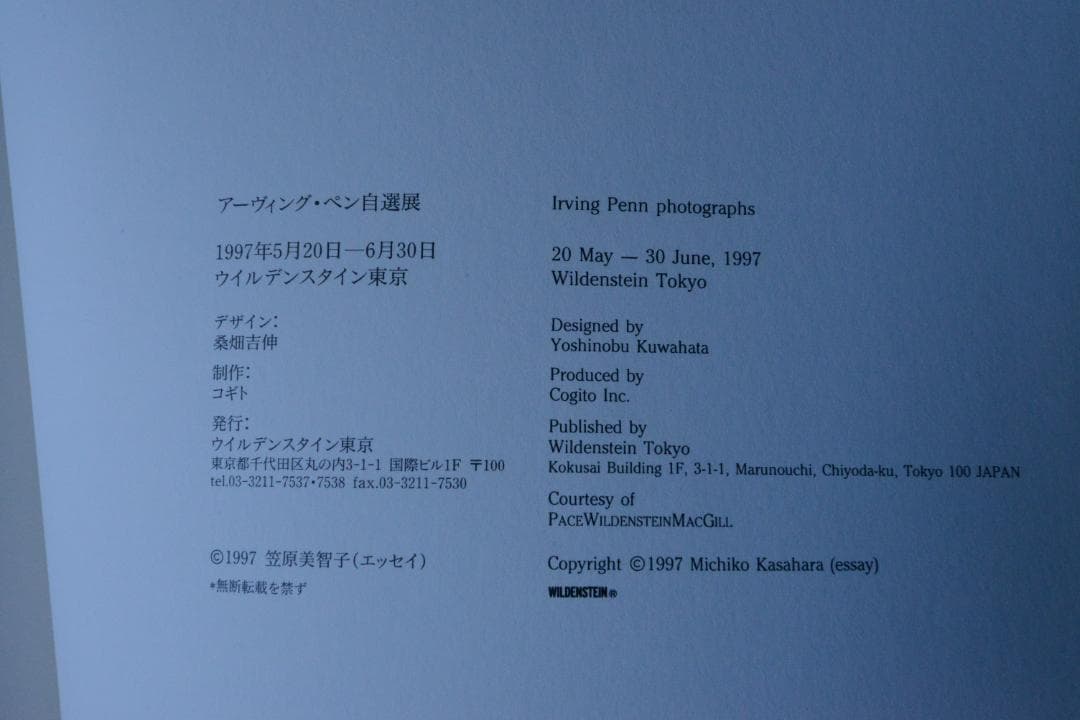 アーヴィング・ペン自選展
1997年5月20日—6月30日
ウイルデンスタイン東京
デザイン：
桑畑吉伸
制作：
コギト
発行：
ウイルデンスタイン東京
東京都千代田区丸の内3-1-1 国際ビル1F 〒100
tel.03-3211-7537・7538 fax.03-3211-7530
©1997 笠原美智子（エッセイ）
*無断転載を禁ず
Irving Penn photographs
20 May — 30 June, 1997
Wildenstein Tokyo
Designed by
Yoshinobu Kuwahata
Produced by
Cogito Inc.
Published by
Wildenstein Tokyo
Kokusai Building 1F, 3-1-1, Marunouchi, Chiyoda-ku, Tokyo 100 JAPAN
Courtesy of
PACEWILDENSTEINMACGILL
Copyright ©1997 Michiko Kasahara (essay)
WILDENSTEIN®